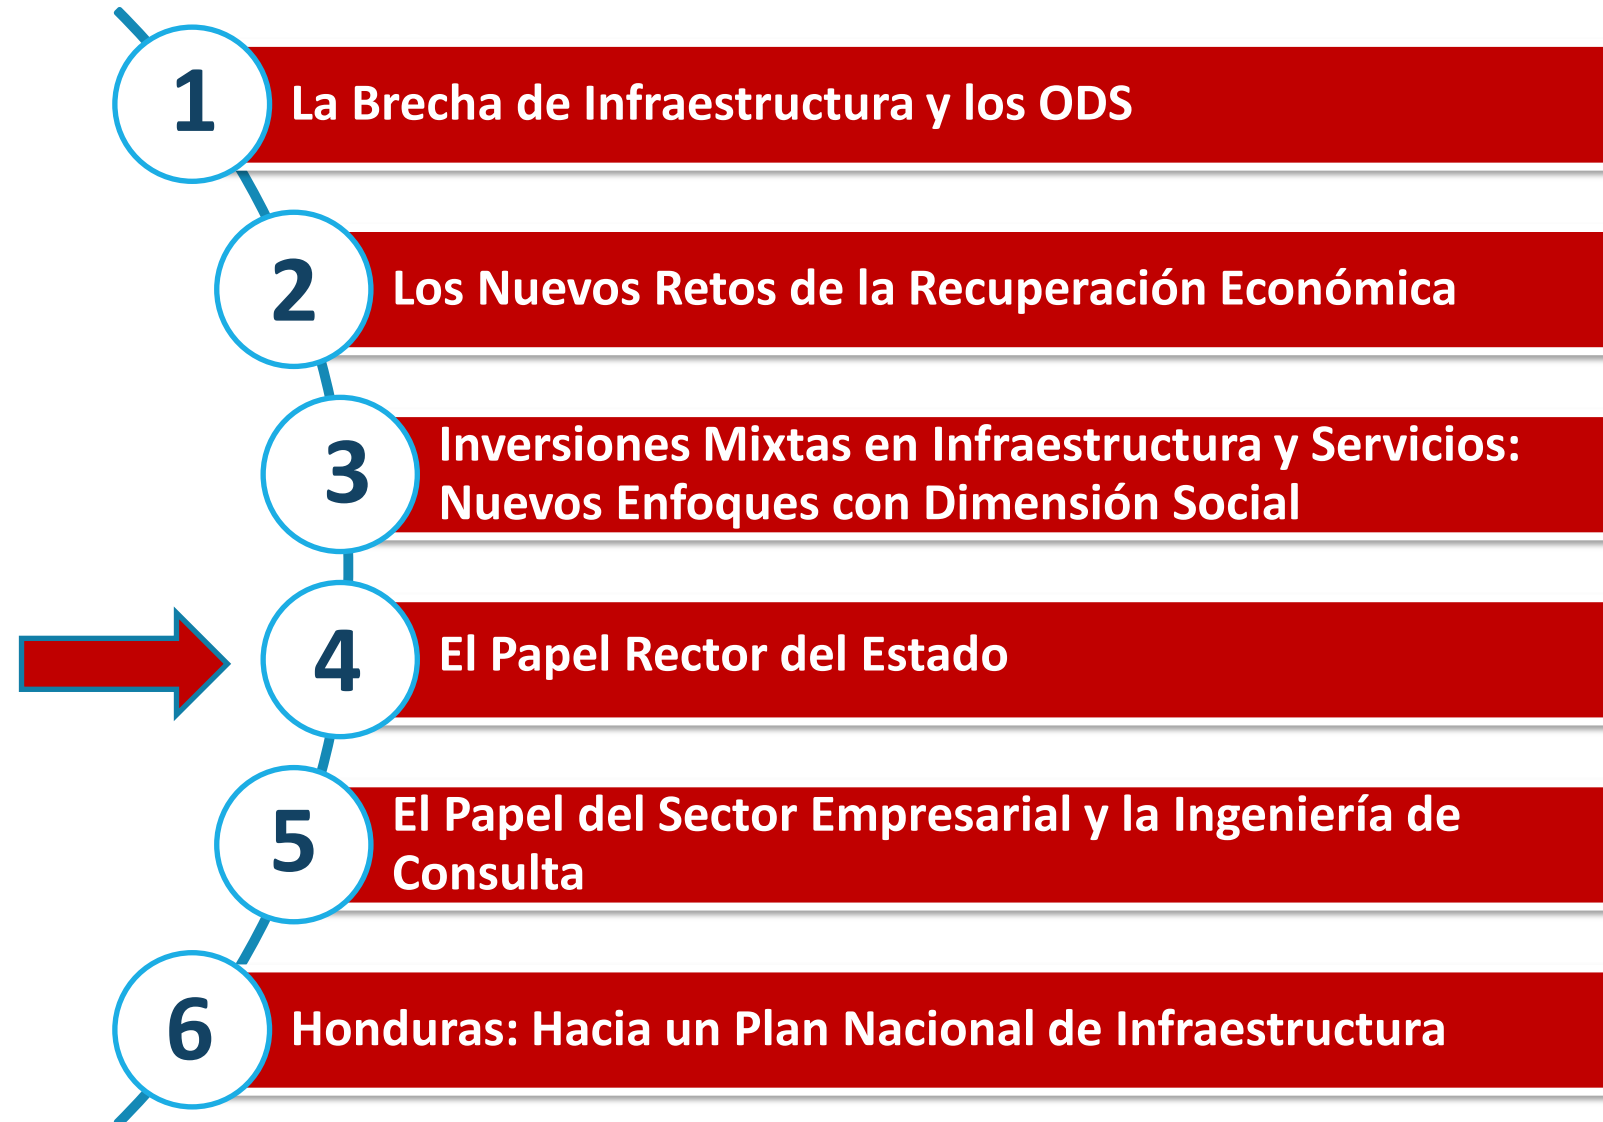 1
La Brecha de Infraestructura y los ODS
2
Los Nuevos Retos de la Recuperación Económica
3
Inversiones Mixtas en Infraestructura y Servicios:
Nuevos Enfoques con Dimensión Social
4
El Papel Rector del Estado
5
El Papel del Sector Empresarial y la Ingeniería de
Consulta
6
Honduras: Hacia un Plan Nacional de Infraestructura